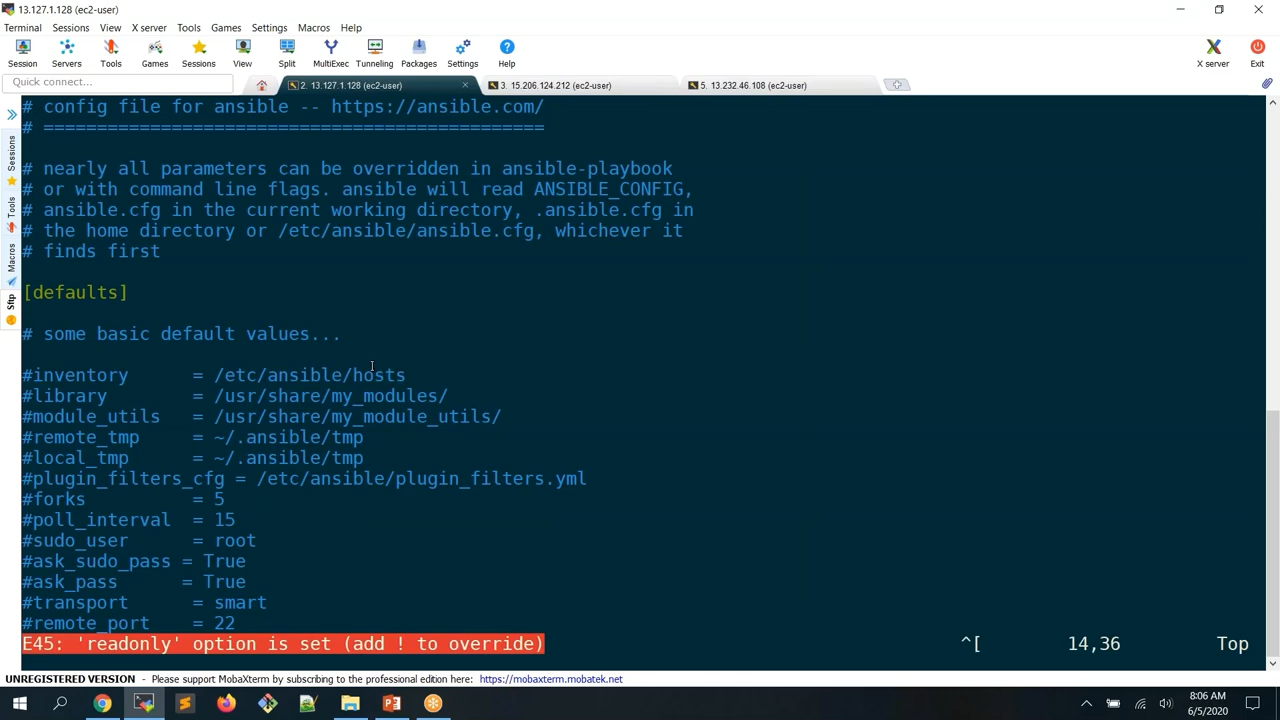 13.127.1.128 (ec2-user)
Terminal Sessions View X server Tools Games Settings Macros Help
Session Servers Tools Games Sessions View Split MultiExec Tunneling Packages Settings Help X server Exit
Quick connect...
2. 13.127.1.128 (ec2-user)
3. 15.206.124.212 (ec2-user)
5. 13.232.46.108 (ec2-user)
Sessions
Tools
Macros
Sftp
# config file for ansible -- https://ansible.com/
# ===============================================
# nearly all parameters can be overridden in ansible-playbook
# or with command line flags. ansible will read ANSIBLE_CONFIG,
# ansible.cfg in the current working directory, .ansible.cfg in
# the home directory or /etc/ansible/ansible.cfg, whichever it
# finds first
[defaults]
# some basic default values...
#inventory      = /etc/ansible/hosts
#library        = /usr/share/my_modules/
#module_utils   = /usr/share/my_module_utils/
#remote_tmp     = ~/.ansible/tmp
#local_tmp      = ~/.ansible/tmp
#plugin_filters_cfg = /etc/ansible/plugin_filters.yml
#forks          = 5
#poll_interval  = 15
#sudo_user      = root
#ask_sudo_pass = True
#ask_pass      = True
#transport      = smart
#remote_port    = 22
E45: 'readonly' option is set (add ! to override) ^[ 14,36 Top
UNREGISTERED VERSION - Please support MobaXterm by subscribing to the professional edition here: https://mobaxterm.mobatek.net
8:06 AM
6/5/2020